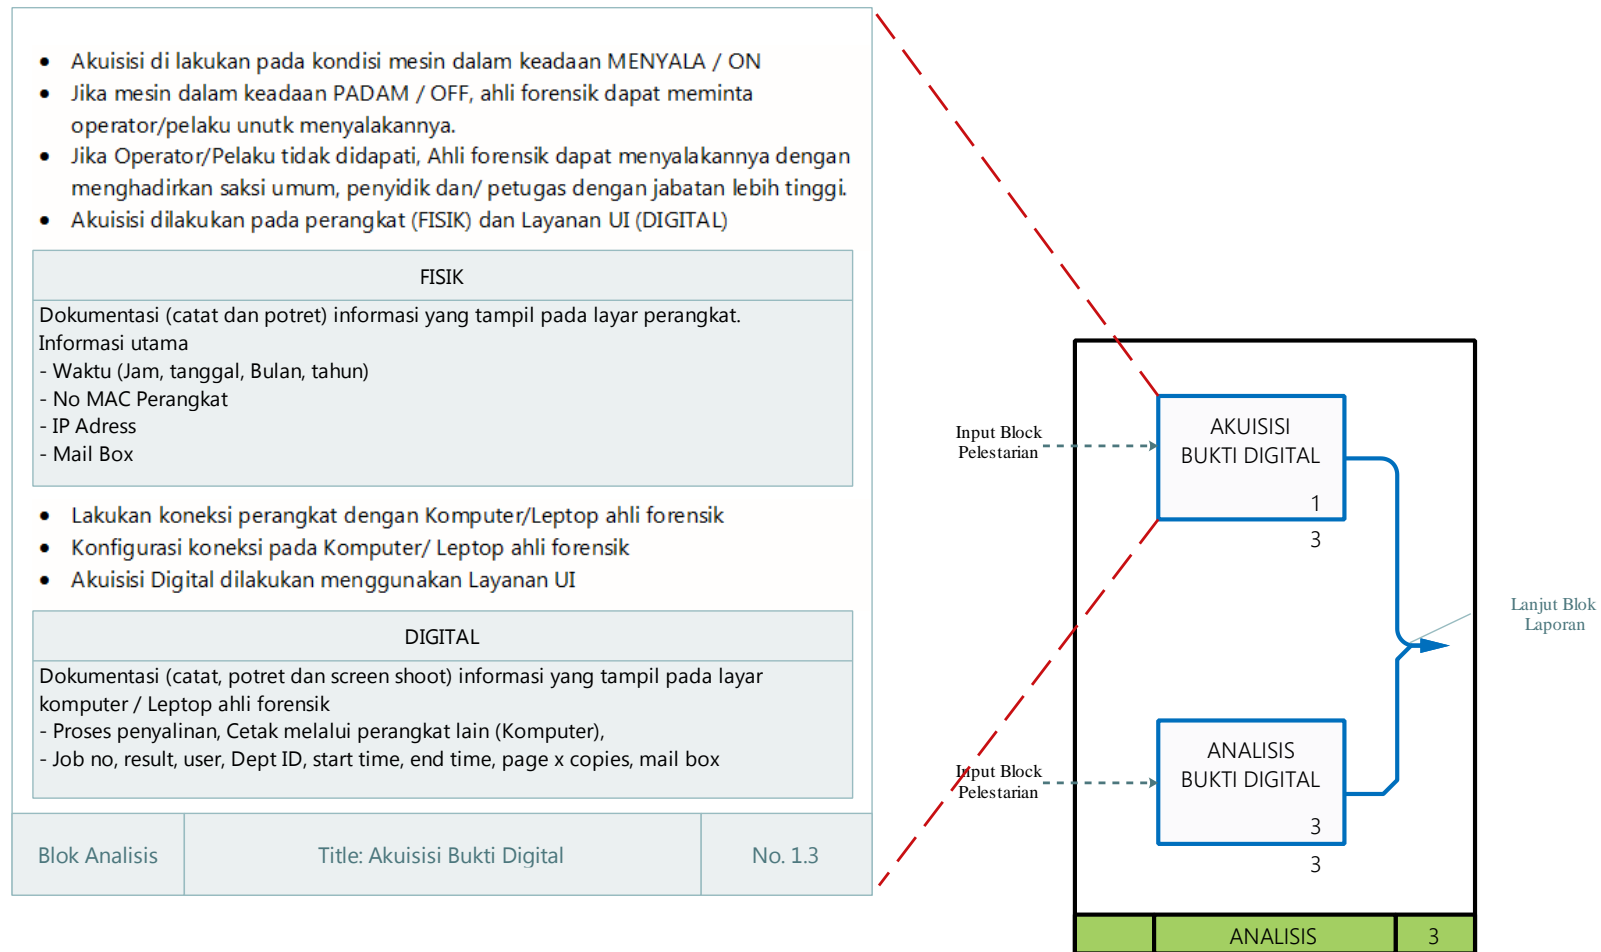 • Akuisisi di lakukan pada kondisi mesin dalam keadaan MENYALA / ON
• Jika mesin dalam keadaan PADAM / OFF, ahli forensik dapat meminta
operator/pelaku unutk menyalakannya.
• Jika Operator/Pelaku tidak didapati, Ahli forensik dapat menyalakannya dengan
menghadirkan saksi umum, penyidik dan/ petugas dengan jabatan lebih tinggi.
• Akuisisi dilakukan pada perangkat (FISIK) dan Layanan UI (DIGITAL)
FISIK
Dokumentasi (catat dan potret) informasi yang tampil pada layar perangkat.
Informasi utama
- Waktu (Jam, tanggal, Bulan, tahun)
- No MAC Perangkat
- IP Adress
- Mail Box
• Lakukan koneksi perangkat dengan Komputer/Leptop ahli forensik
• Konfigurasi koneksi pada Komputer/ Leptop ahli forensik
• Akuisisi Digital dilakukan menggunakan Layanan UI
DIGITAL
Dokumentasi (catat, potret dan screen shoot) informasi yang tampil pada layar
komputer / Leptop ahli forensik
- Proses penyalinan, Cetak melalui perangkat lain (Komputer),
- Job no, result, user, Dept ID, start time, end time, page x copies, mail box
Blok Analisis
Title: Akuisisi Bukti Digital
No. 1.3
Input Block
Pelestarian
AKUISISI
BUKTI DIGITAL
1
3
Lanjut Blok
Laporan
Input Block
Pelestarian
ANALISIS
BUKTI DIGITAL
3
3
ANALISIS
3